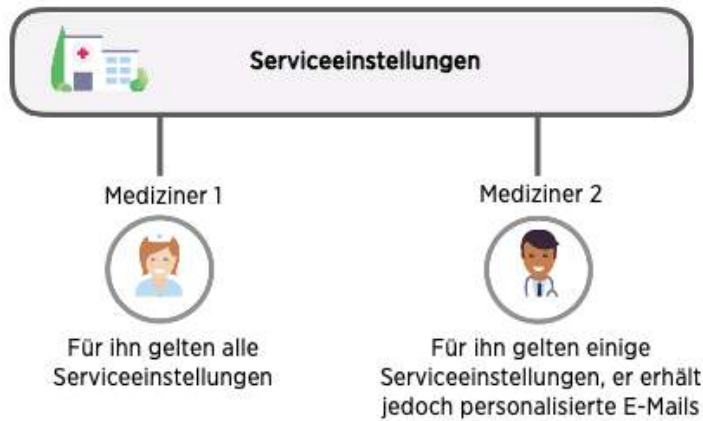 Serviceeinstellungen
Mediziner 1
Mediziner 2
Für ihn gelten alle
Serviceeinstellungen
Für ihn gelten einige
Serviceeinstellungen, er erhält
jedoch personalisierte E-Mails